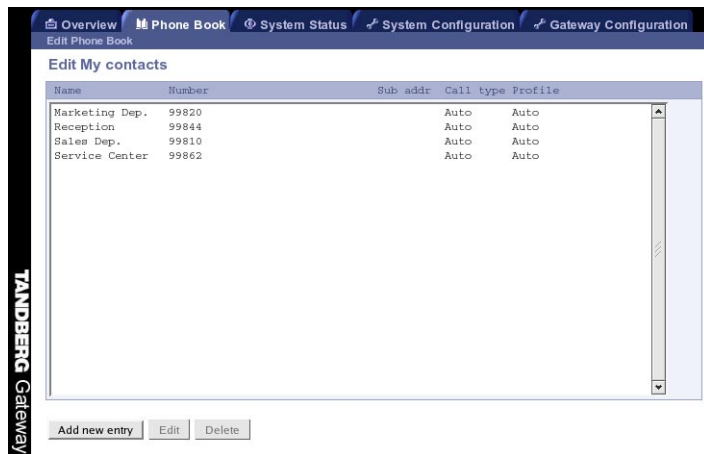 Overview Phone Book System Status System Configuration Gateway Configuration
Edit Phone Book
Edit My contacts
Name Number Sub addr Call type Profile
Marketing Dep. 99820 Auto Auto
Reception 99844 Auto Auto
Sales Dep. 99810 Auto Auto
Service Center 99862 Auto Auto
Add new entry Edit Delete
TANDBERG Gateway